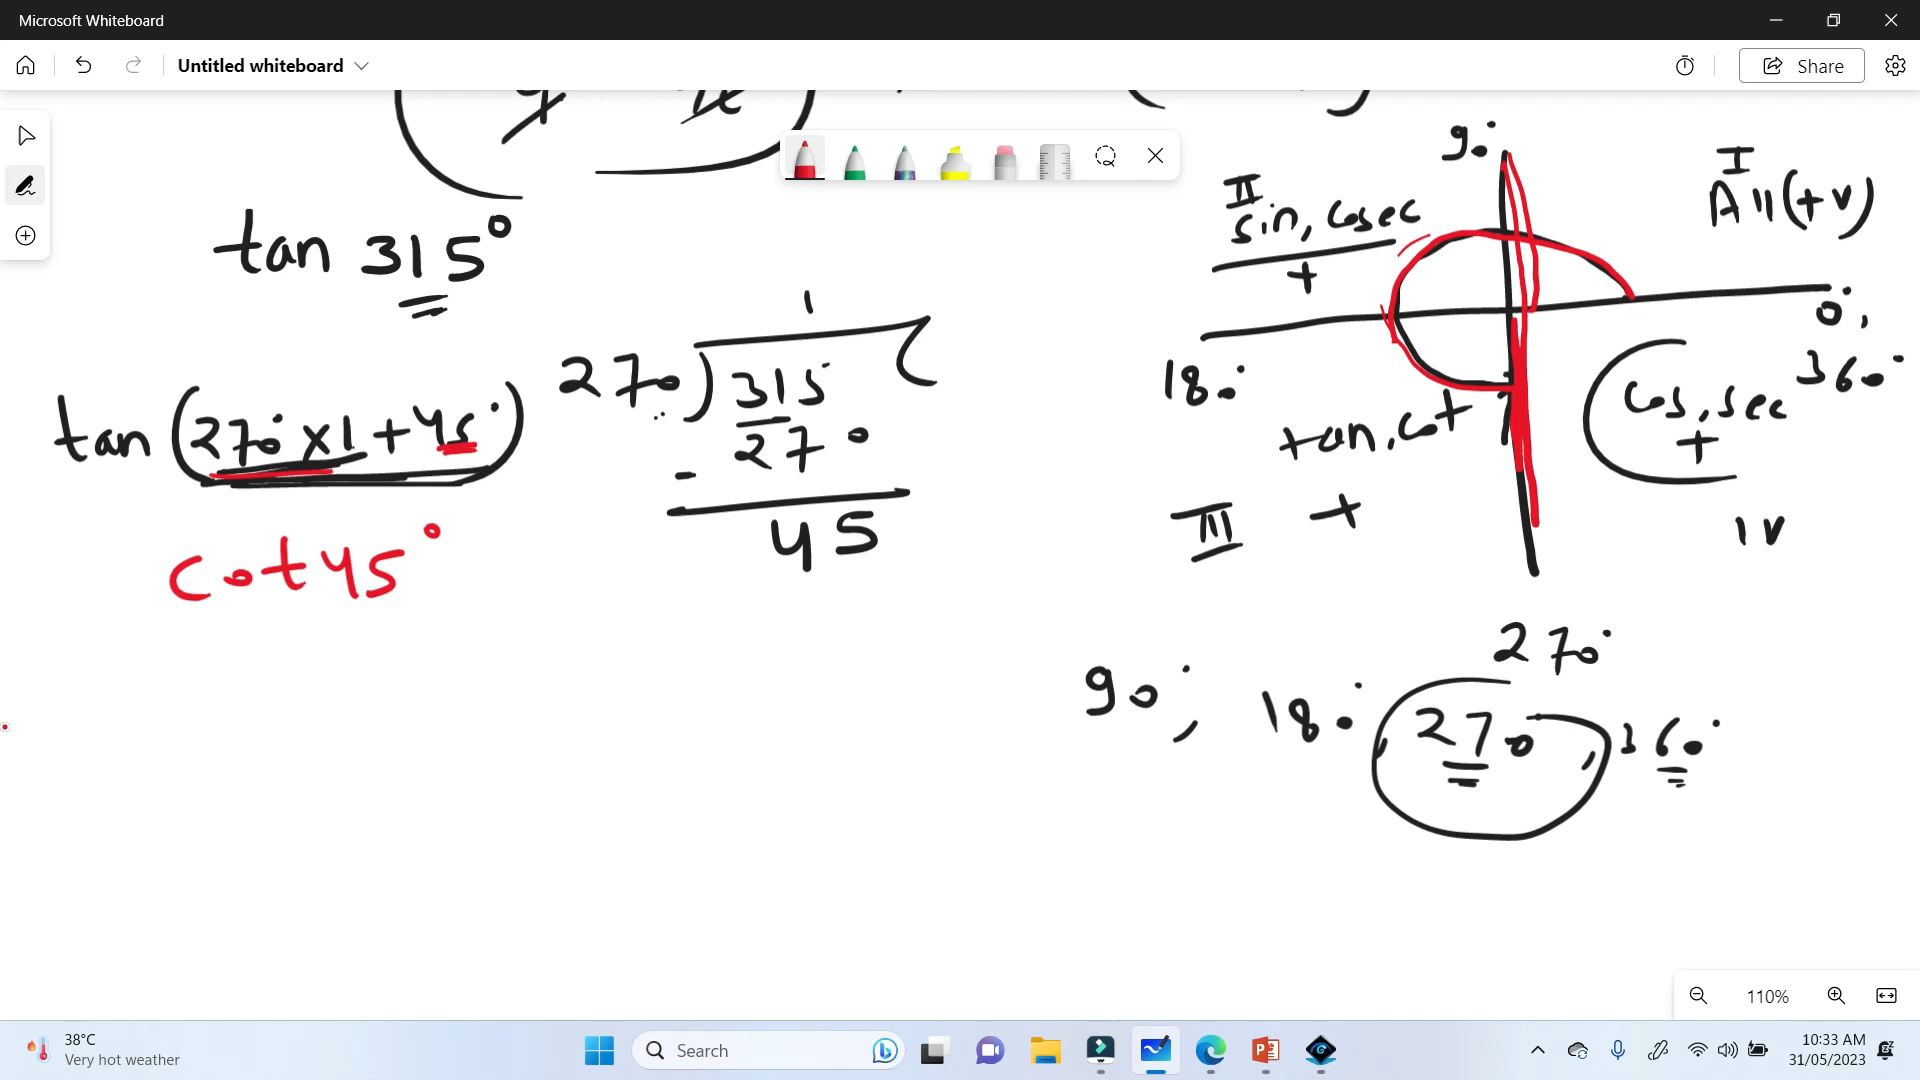 Microsoft Whiteboard
Untitled whiteboard
Share
tan 315°
tan (270° x 1 + 45°)
cot 45°
1
270) 315
- 270
45
90°
I
All (+v)
II
sin, cosec
+
0°,
360°
180°
tan, cot
III +
cos, sec
+
IV
270°
90°, 180°, 270, 360°
110%
38°C
Very hot weather
Search
10:33 AM
31/05/2023